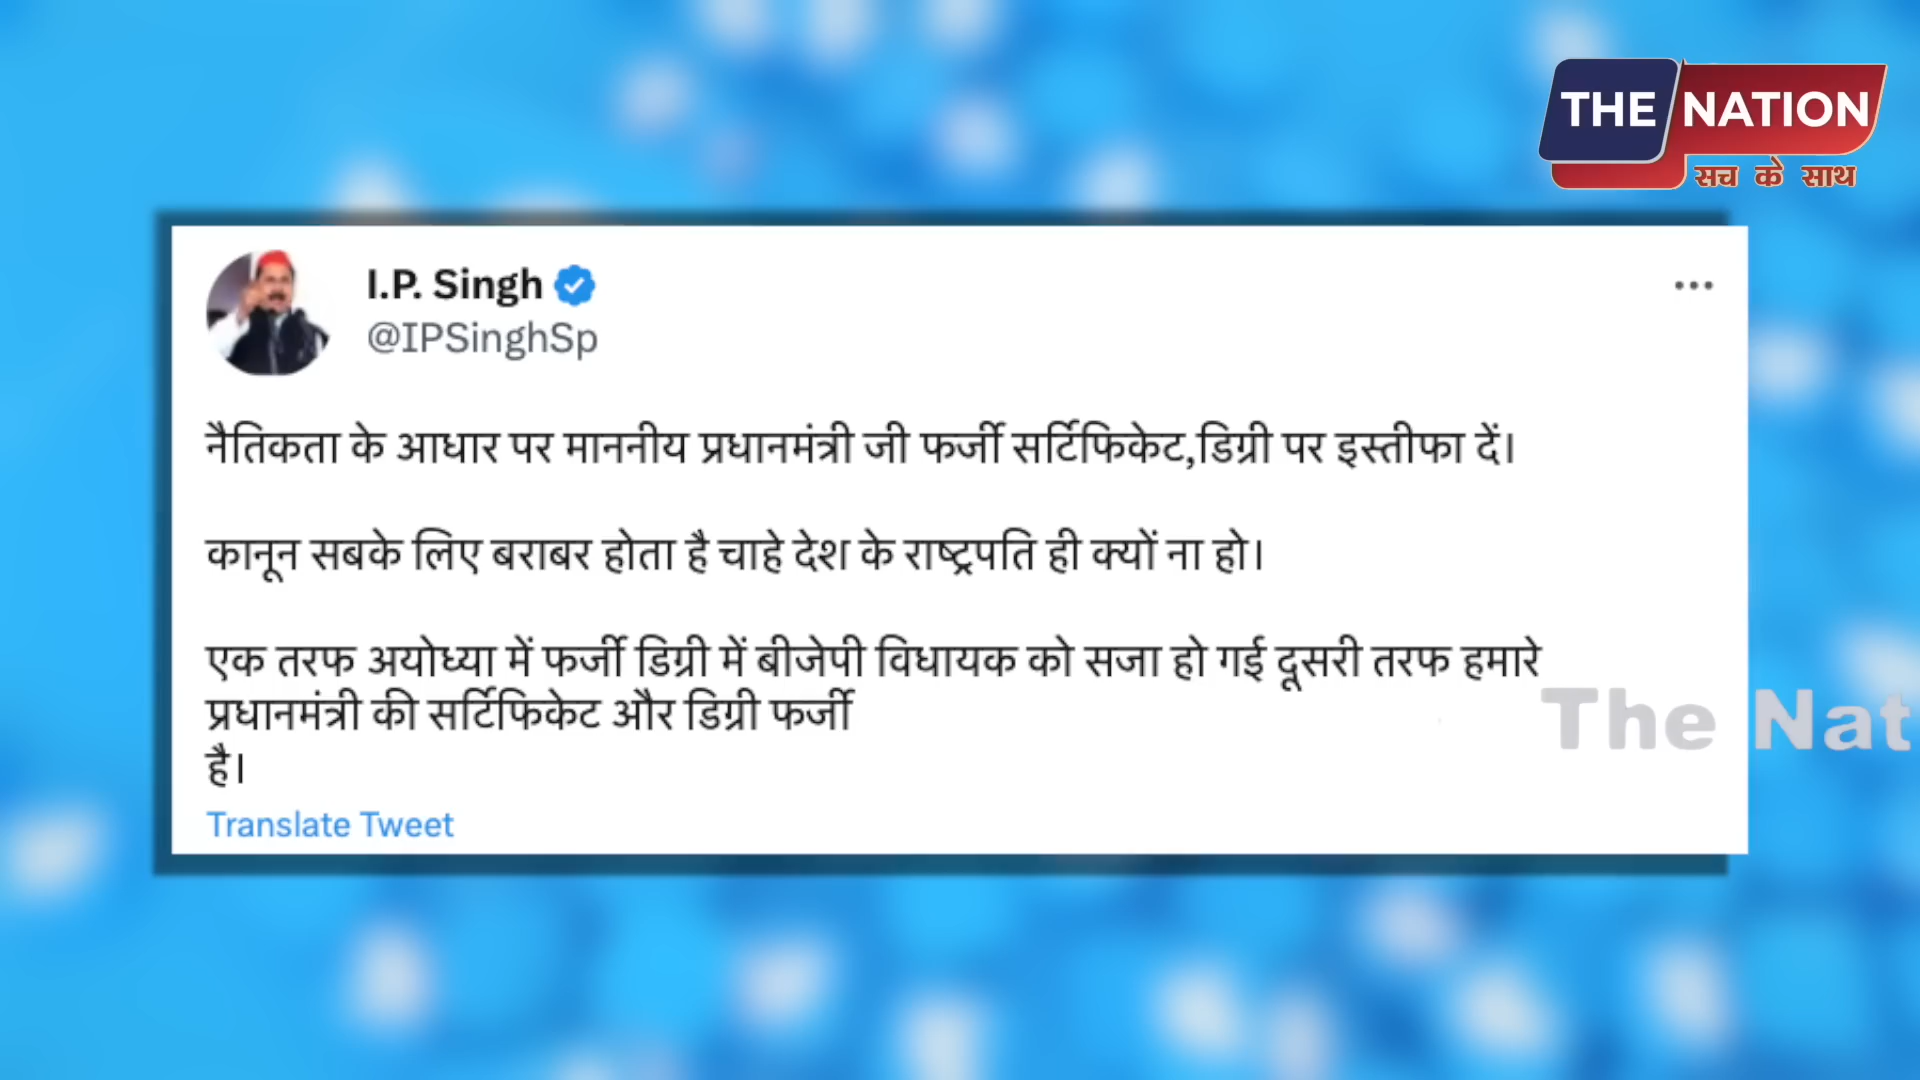 THE NATION
सच के साथ
I.P. Singh
@IPSinghSp
नैतिकता के आधार पर माननीय प्रधानमंत्री जी फर्जी सर्टिफिकेट,डिग्री पर इस्तीफा दें।
कानून सबके लिए बराबर होता है चाहे देश के राष्ट्रपति ही क्यों ना हो।
एक तरफ अयोध्या में फर्जी डिग्री में बीजेपी विधायक को सजा हो गई दूसरी तरफ हमारे
प्रधानमंत्री की सर्टिफिकेट और डिग्री फर्जी
है।
The Nat
Translate Tweet